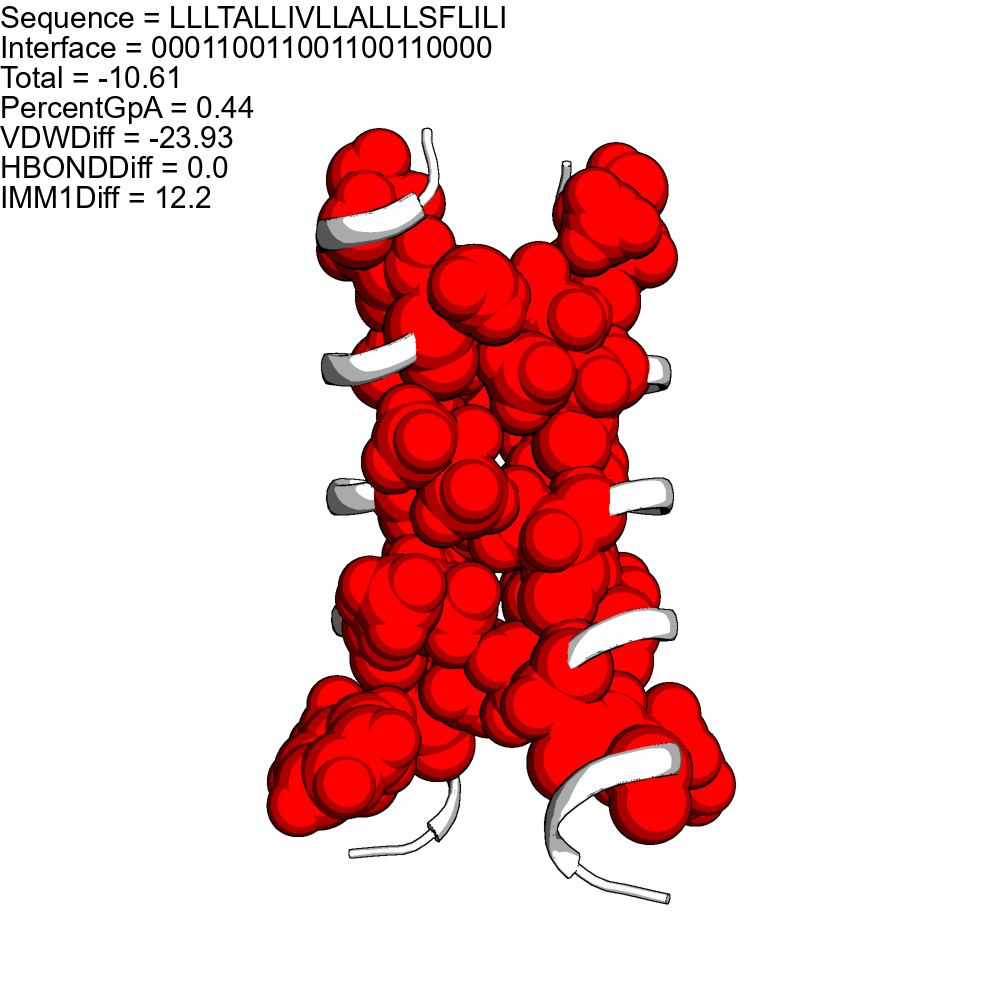 Sequence = LLLTALLIVLLALLLSFLILI
Interface = 000110011001100110000
Total = -10.61
PercentGpA = 0.44
VDWDiff = -23.93
HBONDDiff = 0.0
IMM1Diff = 12.2